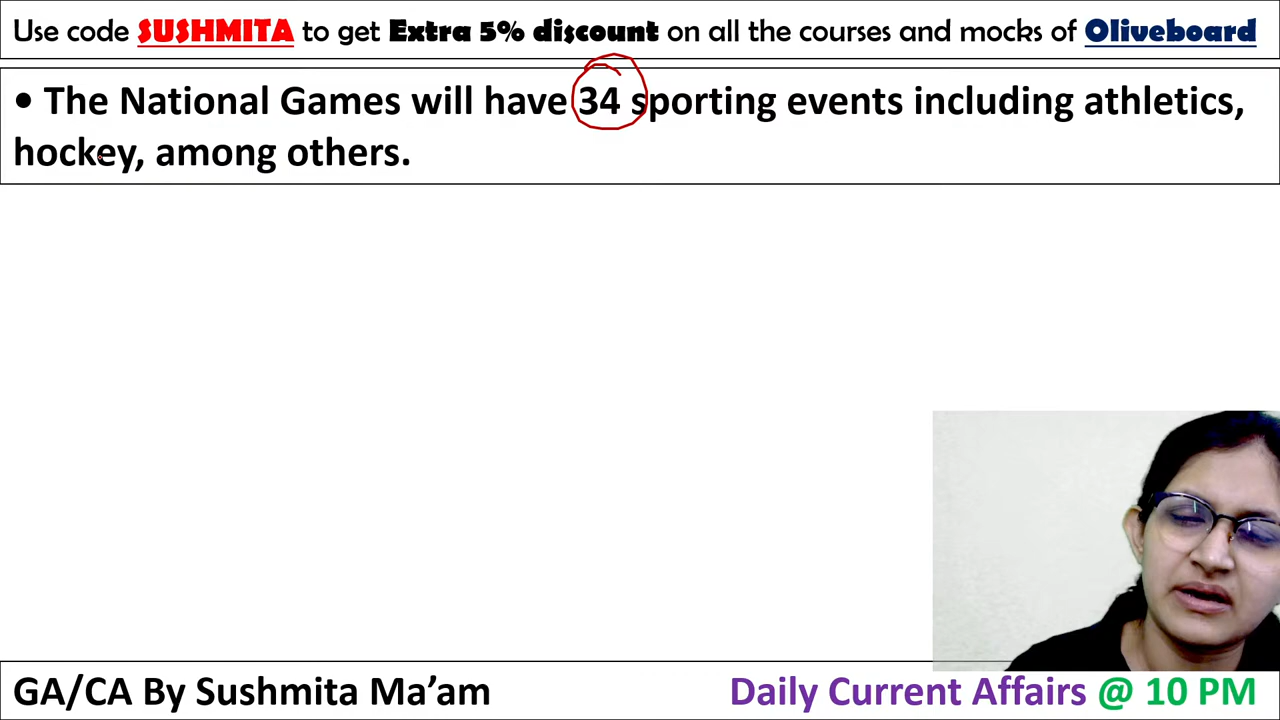 Use code SUSHMITA to get Extra 5% discount on all the courses and mocks of Oliveboard
• The National Games will have 34 sporting events including athletics,
hockey, among others.
GA/CA By Sushmita Ma’am
Daily Current Affairs @ 10 PM